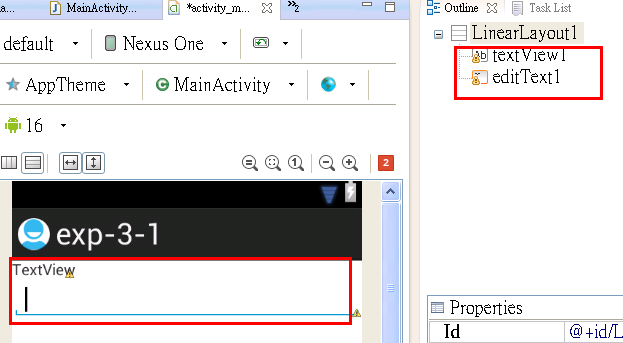 MainActivity
*activity_m...
2
default
Nexus One
AppTheme
MainActivity
16
1
2
exp-3-1
TextView
Outline
Task List
LinearLayout1
textView1
editText1
Properties
Id
@+id/L